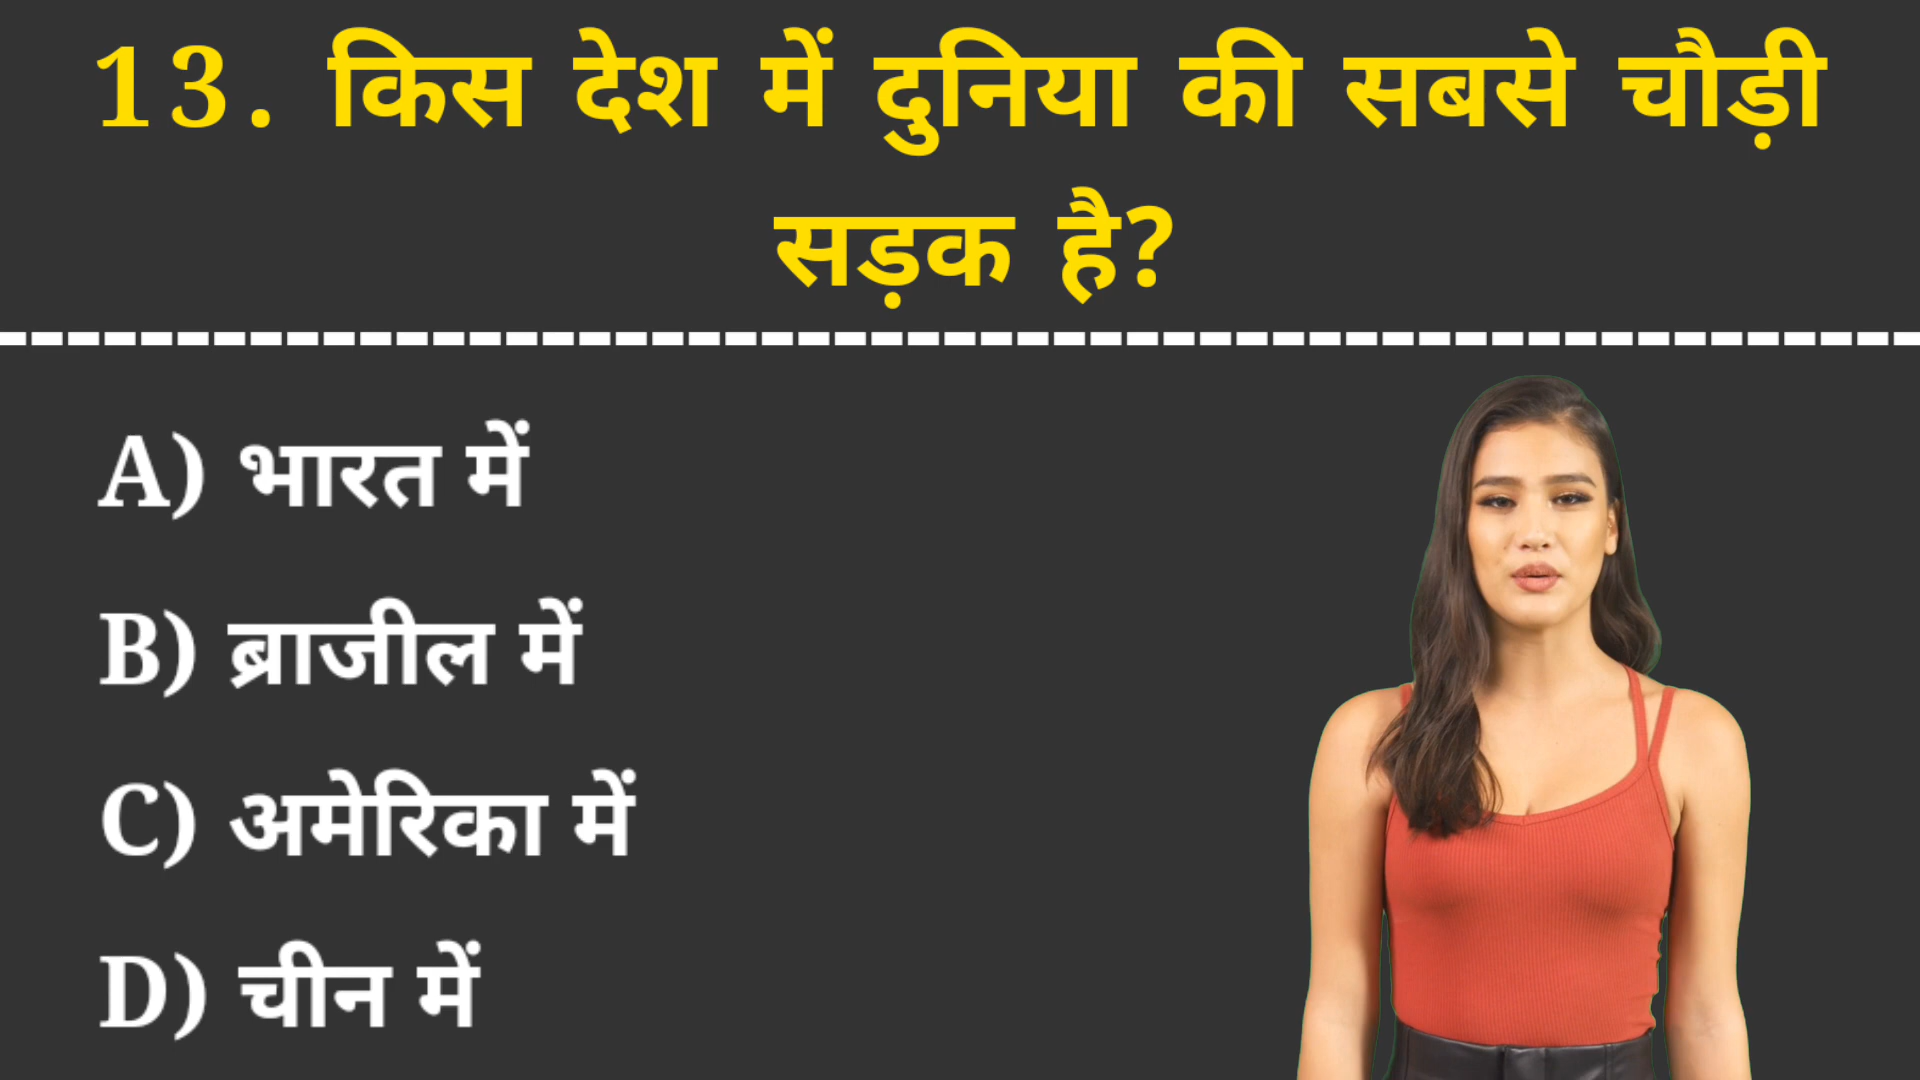 13. किस देश में दुनिया की सबसे चौड़ी
सड़क है?
A) भारत में
B) ब्राजील में
C) अमेरिका में
D) चीन में